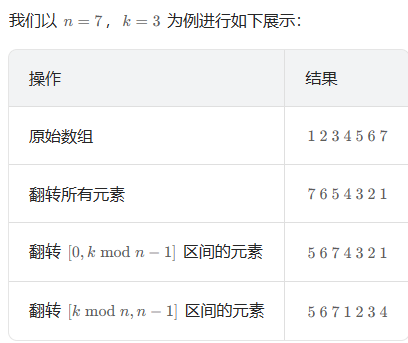 我们以 n = 7，k = 3 为例进行如下展示：
操作 结果
原始数组 1 2 3 4 5 6 7
翻转所有元素 7 6 5 4 3 2 1
翻转 [0, k mod n − 1] 区间的元素 5 6 7 4 3 2 1
翻转 [k mod n, n − 1] 区间的元素 5 6 7 1 2 3 4